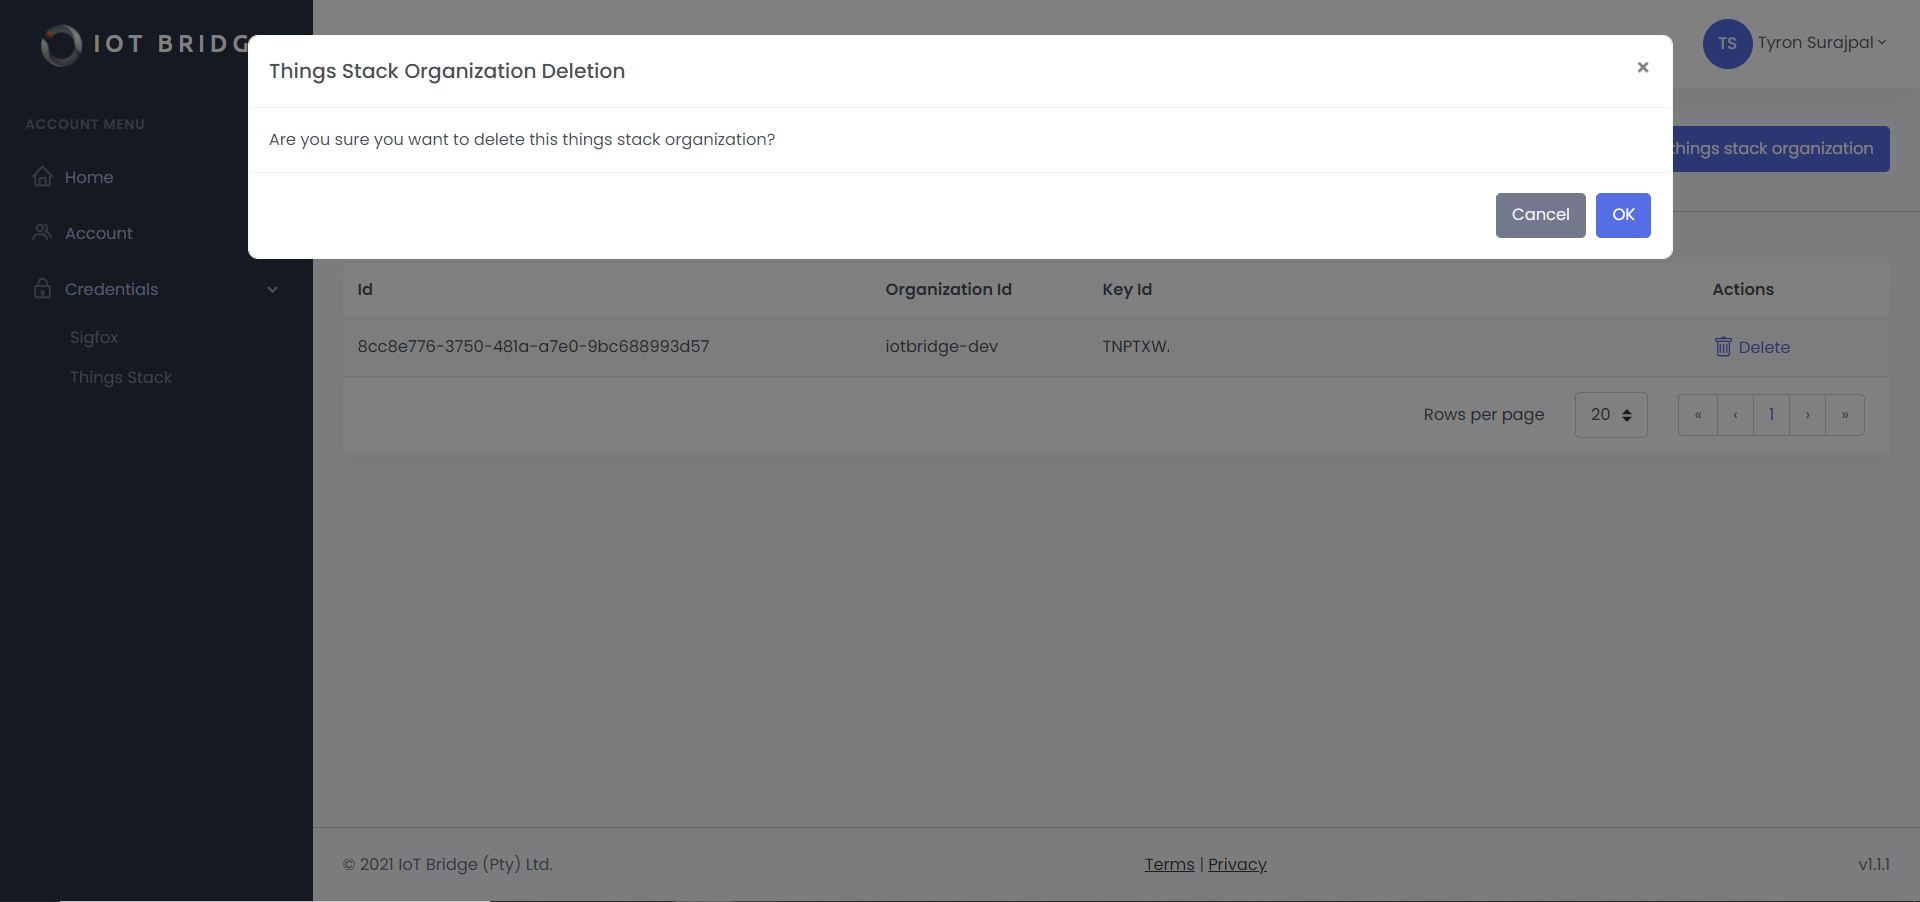 IOT BRIDG
TS
Tyron Surajpal
Things Stack Organization Deletion
×
Are you sure you want to delete this things stack organization?
Cancel
OK
things stack organization
ACCOUNT MENU
Home
Account
Credentials
Sigfox
Things Stack
Id
Organization Id
Key Id
Actions
8cc8e776-3750-481a-a7e0-9bc688993d57
iotbridge-dev
TNPTXW.
Delete
Rows per page
20
«
‹
1
›
»
© 2021 IoT Bridge (Pty) Ltd.
Terms | Privacy
v1.1.1